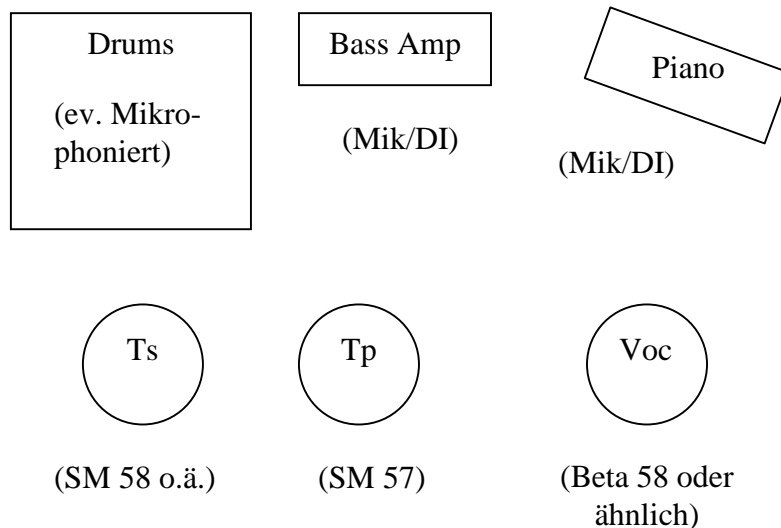 Drums
(ev. Mikro-
phoniert)
Bass Amp
(Mik/DI)
Piano
(Mik/DI)
Ts
(SM 58 o.ä.)
Tp
(SM 57)
Voc
(Beta 58 oder
ähnlich)